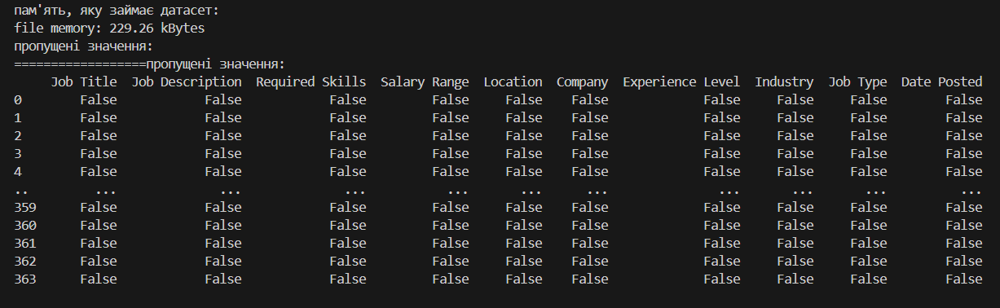 пам'ять, яку займає датасет:
file memory: 229.26 kBytes
пропущені значення:
==================пропущені значення:
Job Title Job Description Required Skills Salary Range Location Company Experience Level Industry Job Type Date Posted
0 False False False False False False False False False False
1 False False False False False False False False False False
2 False False False False False False False False False False
3 False False False False False False False False False False
4 False False False False False False False False False False
.. ... ... ... ... ... ... ... ... ... ...
359 False False False False False False False False False False
360 False False False False False False False False False False
361 False False False False False False False False False False
362 False False False False False False False False False False
363 False False False False False False False False False False